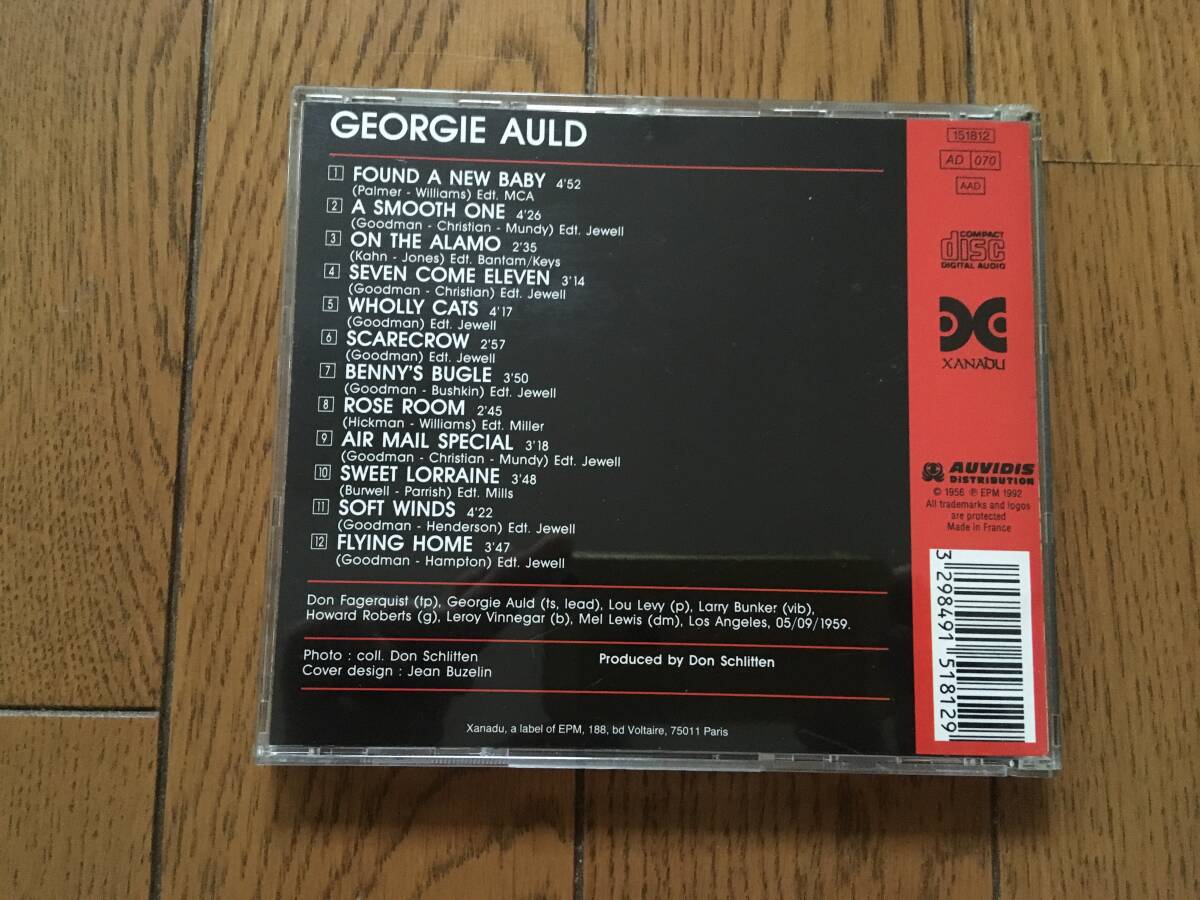 GEORGIE AULD
1 FOUND A NEW BABY 4'52
(Palmer - Williams) Edt. MCA
2 A SMOOTH ONE 4'26
(Goodman - Christian - Mundy) Edt. Jewell
3 ON THE ALAMO 2'35
(Kahn - Jones) Edt. Bantam/Keys
4 SEVEN COME ELEVEN 3'14
(Goodman - Christian) Edt. Jewell
5 WHOLLY CATS 4'17
(Goodman) Edt. Jewell
6 SCARECROW 2'57
(Goodman) Edt. Jewell
7 BENNY'S BUGLE 3'50
(Goodman - Bushkin) Edt. Jewell
8 ROSE ROOM 2'45
(Hickman - Williams) Edt. Miller
9 AIR MAIL SPECIAL 3'18
(Goodman - Christian - Mundy) Edt. Jewell
10 SWEET LORRAINE 3'48
(Burwell - Parrish) Edt. Mills
11 SOFT WINDS 4'22
(Goodman - Henderson) Edt. Jewell
12 FLYING HOME 3'47
(Goodman - Hampton) Edt. Jewell
Don Fagerquist (tp), Georgie Auld (ts, lead), Lou Levy (p), Larry Bunker (vib),
Howard Roberts (g), Leroy Vinnegar (b), Mel Lewis (dm), Los Angeles, 05/09/1959.
Photo : coll. Don Schlitten
Cover design : Jean Buzelin
Produced by Don Schlitten
Xanadu, a label of EPM, 188, bd Voltaire, 75011 Paris
151812
AD 070
AAD
COMPACT
disc
DIGITAL AUDIO
XANADU
AUVIDIS
DISTRIBUTION
© 1956 ℗ EPM 1992
All trademarks and logos
are protected
Made in France
3 298491 518129